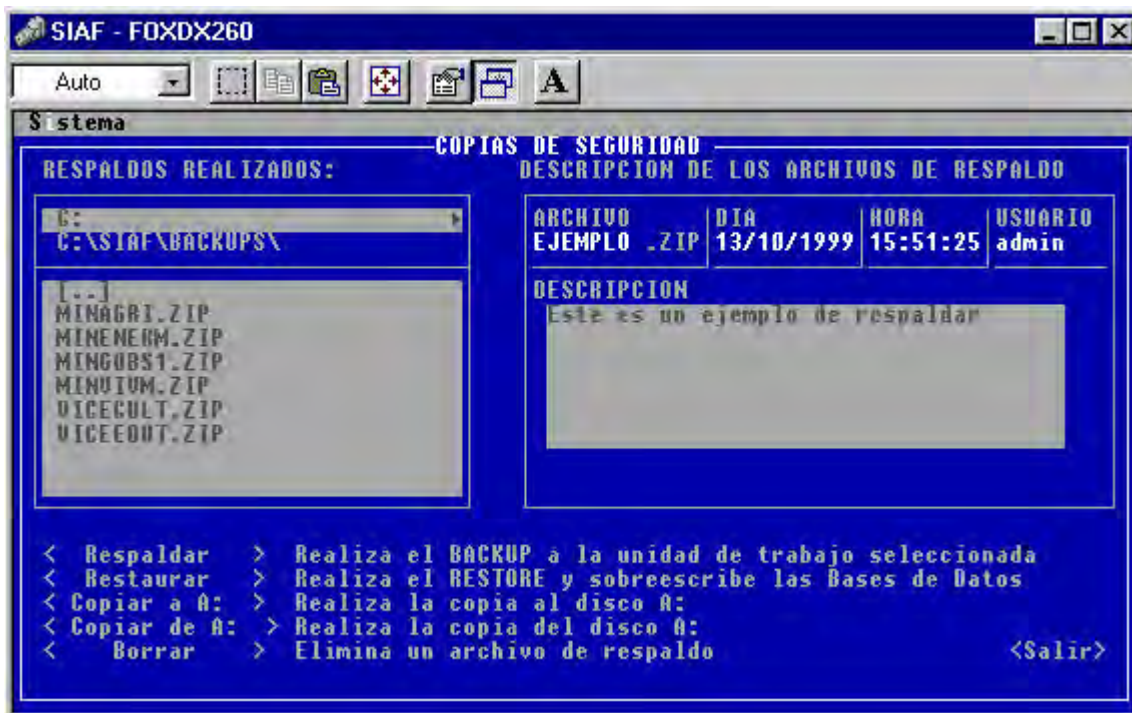 SIAF - FOXDX260
Auto
A
Sistema
COPIAS DE SEGURIDAD
RESPALDOS REALIZADOS:
DESCRIPCION DE LOS ARCHIVOS DE RESPALDO
C:
C:\SIAF\BACKUPS\
ARCHIVO DIA HORA USUARIO
EJEMPLO .ZIP 13/10/1999 15:51:25 admin
[..]
MINAGRI.ZIP
MINENERM.ZIP
MINGOBS1.ZIP
MINVIVM.ZIP
VICECULT.ZIP
DESCRIPCION
Este es un ejemplo de respaldar
< Respaldar > Realiza el BACKUP a la unidad de trabajo seleccionada
< Restaurar > Realiza el RESTORE y sobreescribe las Bases de Datos
< Copiar a A: > Realiza la copia al disco A:
< Copiar de A: > Realiza la copia del disco A:
< Borrar > Elimina un archivo de respaldo
<Salir>